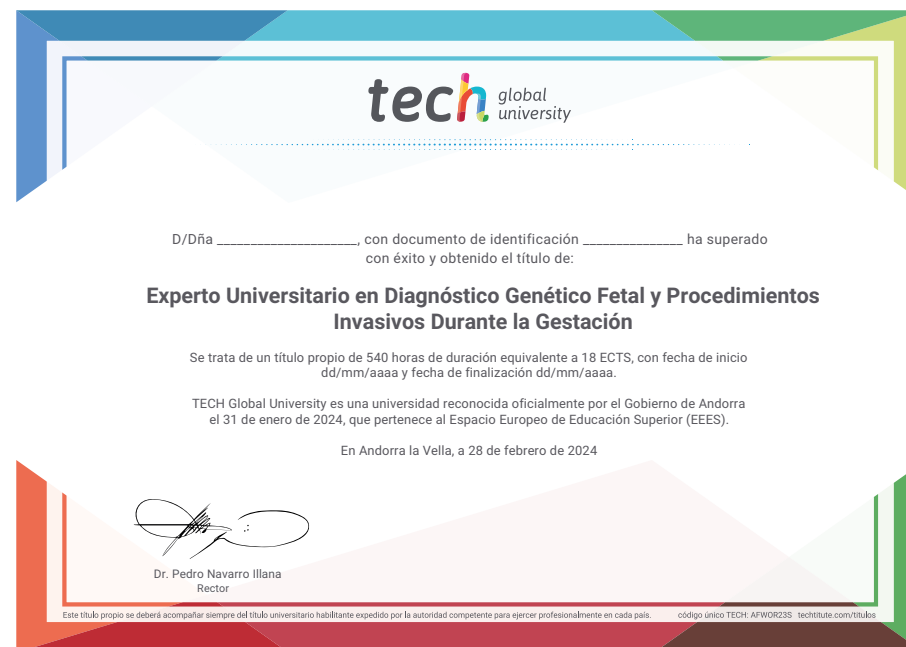 tech global
university
D/Dña _____________________, con documento de identificación _______________ ha superado
con éxito y obtenido el título de:
Experto Universitario en Diagnóstico Genético Fetal y Procedimientos
Invasivos Durante la Gestación
Se trata de un título propio de 540 horas de duración equivalente a 18 ECTS, con fecha de inicio
dd/mm/aaaa y fecha de finalización dd/mm/aaaa.
TECH Global University es una universidad reconocida oficialmente por el Gobierno de Andorra
el 31 de enero de 2024, que pertenece al Espacio Europeo de Educación Superior (EEES).
En Andorra la Vella, a 28 de febrero de 2024
Dr. Pedro Navarro Illana
Rector
Este título propio se deberá acompañar siempre del título universitario habilitante expedido por la autoridad competente para ejercer profesionalmente en cada país. código único TECH: AFWOR23S techtitute.com/titulos